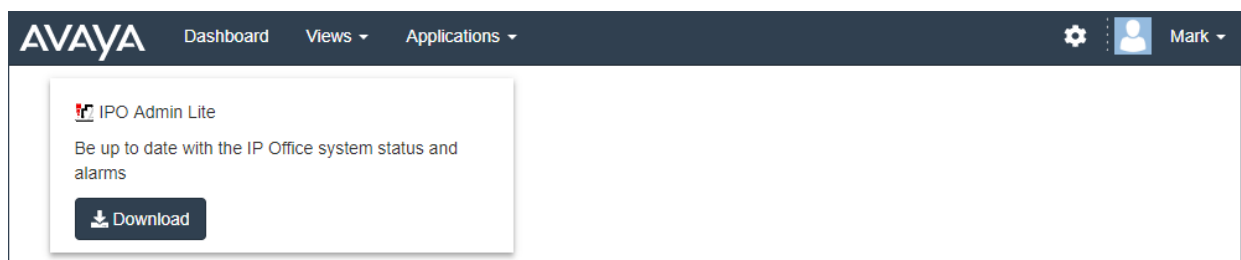 AVAYA Dashboard Views Applications Mark
IPO Admin Lite
Be up to date with the IP Office system status and
alarms
Download